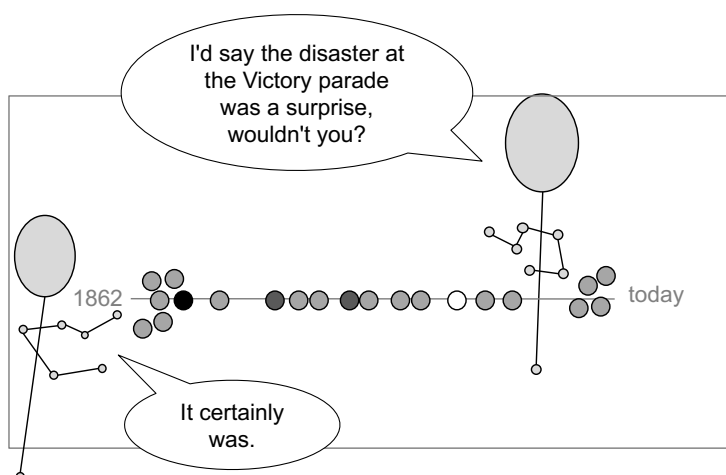 I'd say the disaster at
the Victory parade
was a surprise,
wouldn't you?
1862
today
It certainly
was.